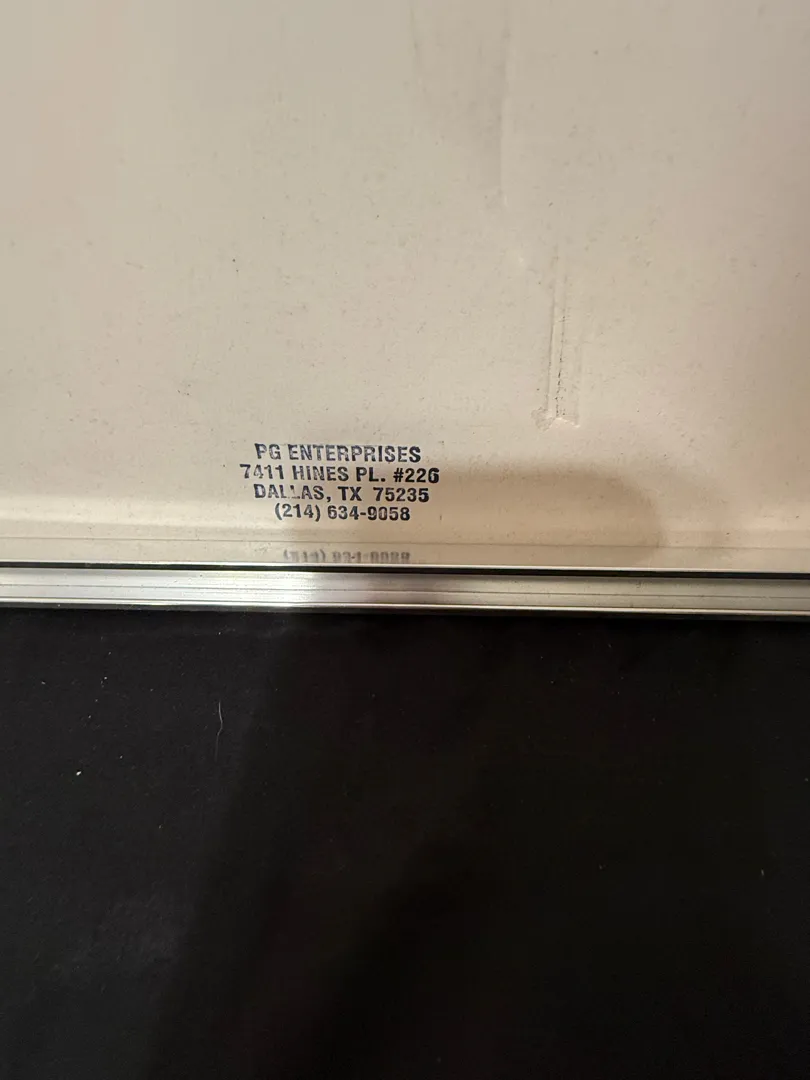 PG ENTERPRISES
7411 HINES PL. #226
DALLAS, TX 75235
(214) 634-9058